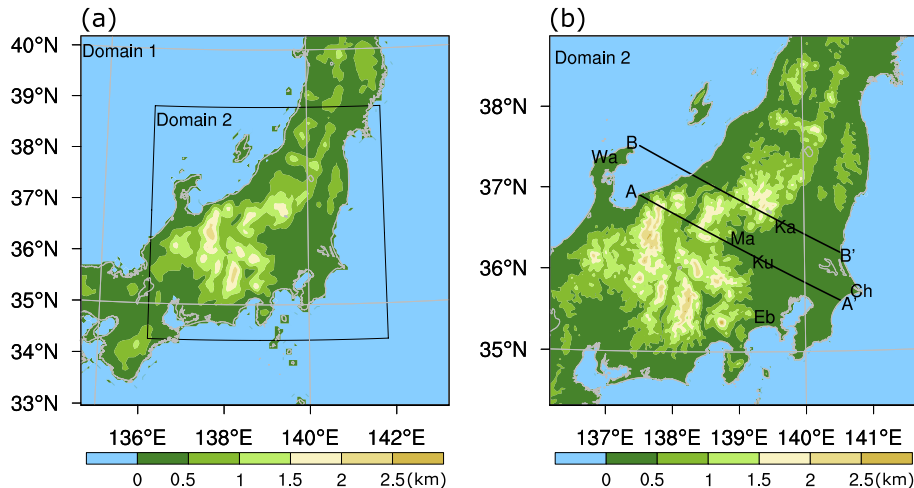 (a)
40°N
39°N
38°N
37°N
36°N
35°N
34°N
33°N
Domain 1
Domain 2
136°E 138°E 140°E 142°E
0 0.5 1 1.5 2 2.5(km)
(b)
38°N
37°N
36°N
35°N
Domain 2
B
Wa
A
Ka
Ma
B'
Ku
Ch
A'
Eb
137°E 138°E 139°E 140°E 141°E
0 0.5 1 1.5 2 2.5(km)